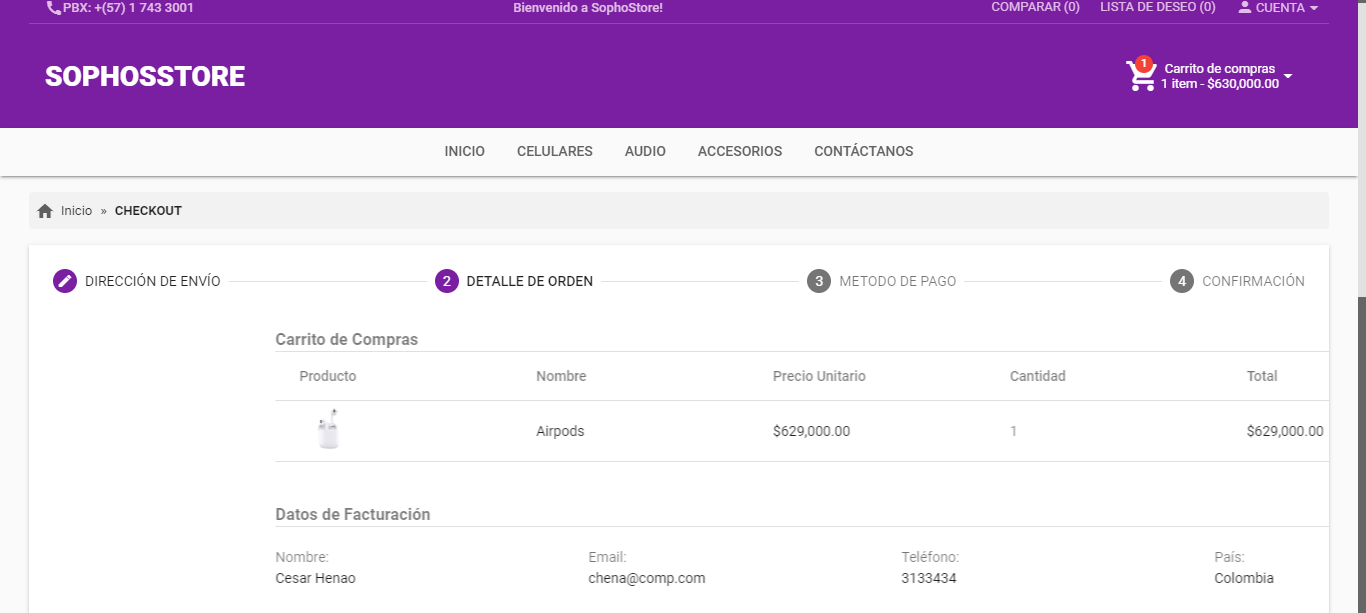 PBX: +(57) 1 743 3001 Bienvenido a SophoStore! COMPARAR (0) LISTA DE DESEO (0) CUENTA
SOPHOSSTORE
1
Carrito de compras
1 item - $630,000.00
INICIO CELULARES AUDIO ACCESORIOS CONTÁCTANOS
Inicio » CHECKOUT
DIRECCIÓN DE ENVÍO 2 DETALLE DE ORDEN 3 METODO DE PAGO 4 CONFIRMACIÓN
Carrito de Compras
Producto Nombre Precio Unitario Cantidad Total
Airpods $629,000.00 1 $629,000.00
Datos de Facturación
Nombre: Email: Teléfono: País:
Cesar Henao chena@comp.com 3133434 Colombia